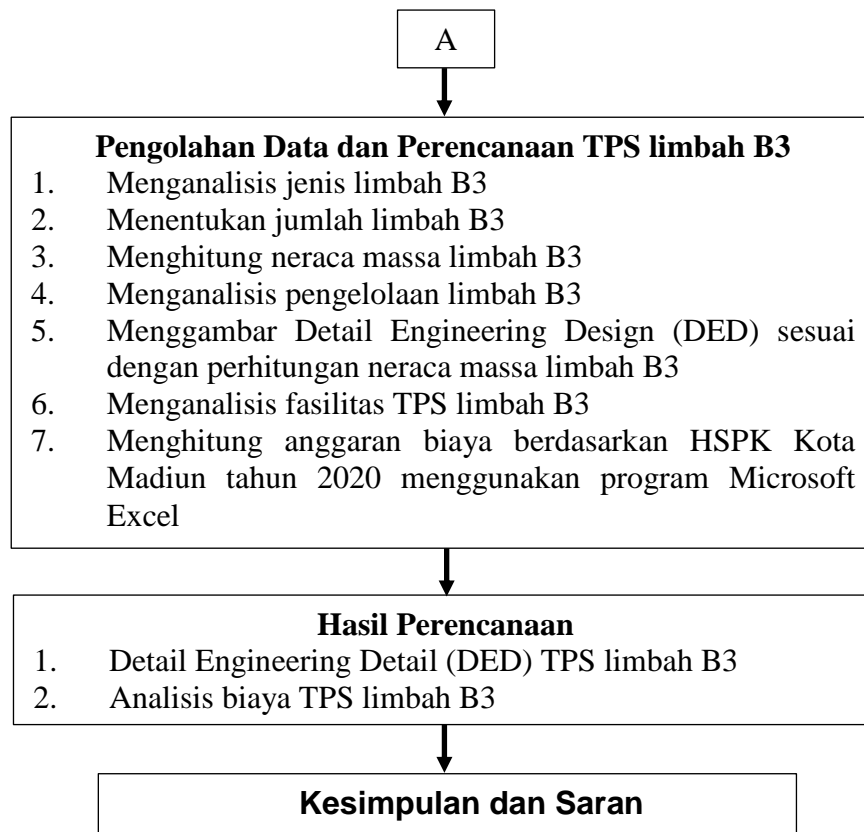 A
Pengolahan Data dan Perencanaan TPS limbah B3
1. Menganalisis jenis limbah B3
2. Menentukan jumlah limbah B3
3. Menghitung neraca massa limbah B3
4. Menganalisis pengelolaan limbah B3
5. Menggambar Detail Engineering Design (DED) sesuai
dengan perhitungan neraca massa limbah B3
6. Menganalisis fasilitas TPS limbah B3
7. Menghitung anggaran biaya berdasarkan HSPK Kota
Madiun tahun 2020 menggunakan program Microsoft
Excel
Hasil Perencanaan
1. Detail Engineering Detail (DED) TPS limbah B3
2. Analisis biaya TPS limbah B3
Kesimpulan dan Saran